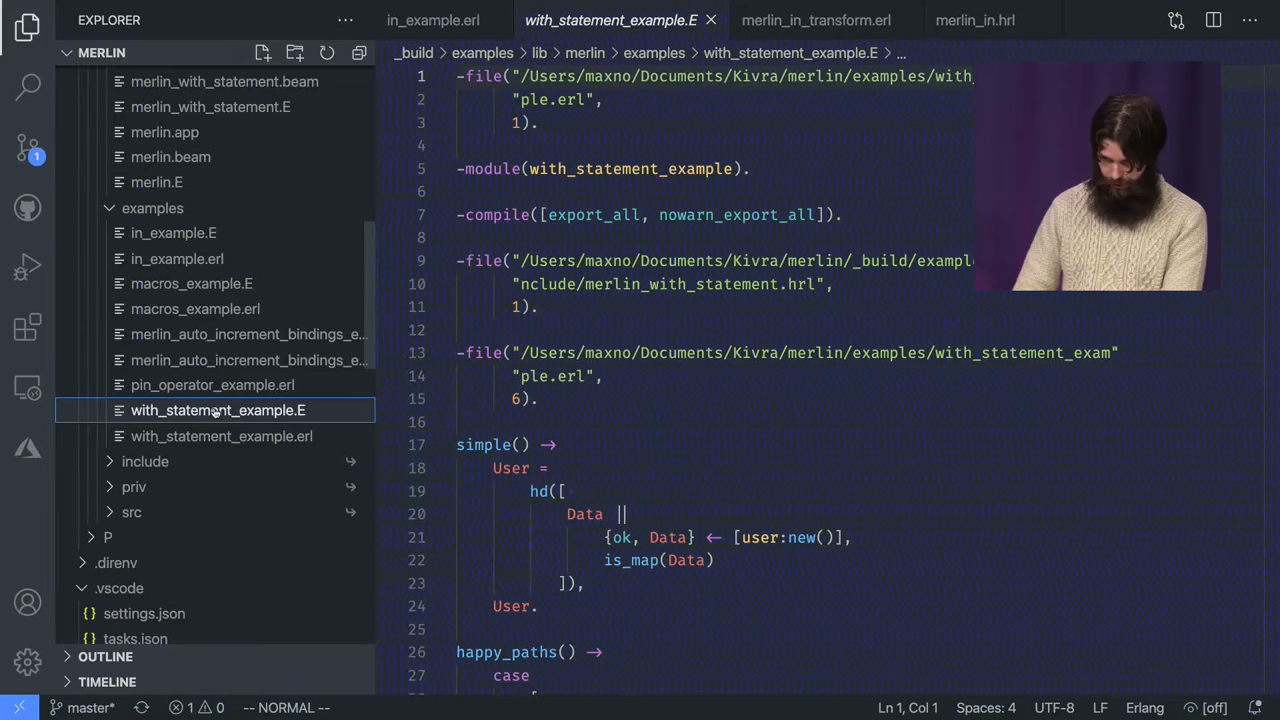 EXPLORER
in_example.erl
with_statement_example.E
merlin_in_transform.erl
merlin_in.hrl
MERLIN
_build examples lib merlin examples with_statement_example.E ...
merlin_with_statement.beam
merlin_with_statement.E
merlin.app
merlin.beam
merlin.E
examples
in_example.E
in_example.erl
macros_example.E
macros_example.erl
merlin_auto_increment_bindings_e...
merlin_auto_increment_bindings_e...
pin_operator_example.erl
with_statement_example.E
with_statement_example.erl
include
priv
src
P
.direnv
.vscode
{} settings.json
{} tasks.json
OUTLINE
TIMELINE
1
1 -file("/Users/maxno/Documents/Kivra/merlin/examples/with_
2 "ple.erl",
3 1).
4
5 -module(with_statement_example).
6
7 -compile([export_all, nowarn_export_all]).
8
9 -file("/Users/maxno/Documents/Kivra/merlin/_build/example
10 "nclude/merlin_with_statement.hrl",
11 1).
12
13 -file("/Users/maxno/Documents/Kivra/merlin/examples/with_statement_exam"
14 "ple.erl",
15 6).
16
17 simple() ->
18 User =
19 hd([
20 Data ||
21 {ok, Data} <- [user:new()],
22 is_map(Data)
23 ]),
24 User.
25
26 happy_paths() ->
27 case
master* 1 0 -- NORMAL -- Ln 1, Col 1 Spaces: 4 UTF-8 LF Erlang [off]